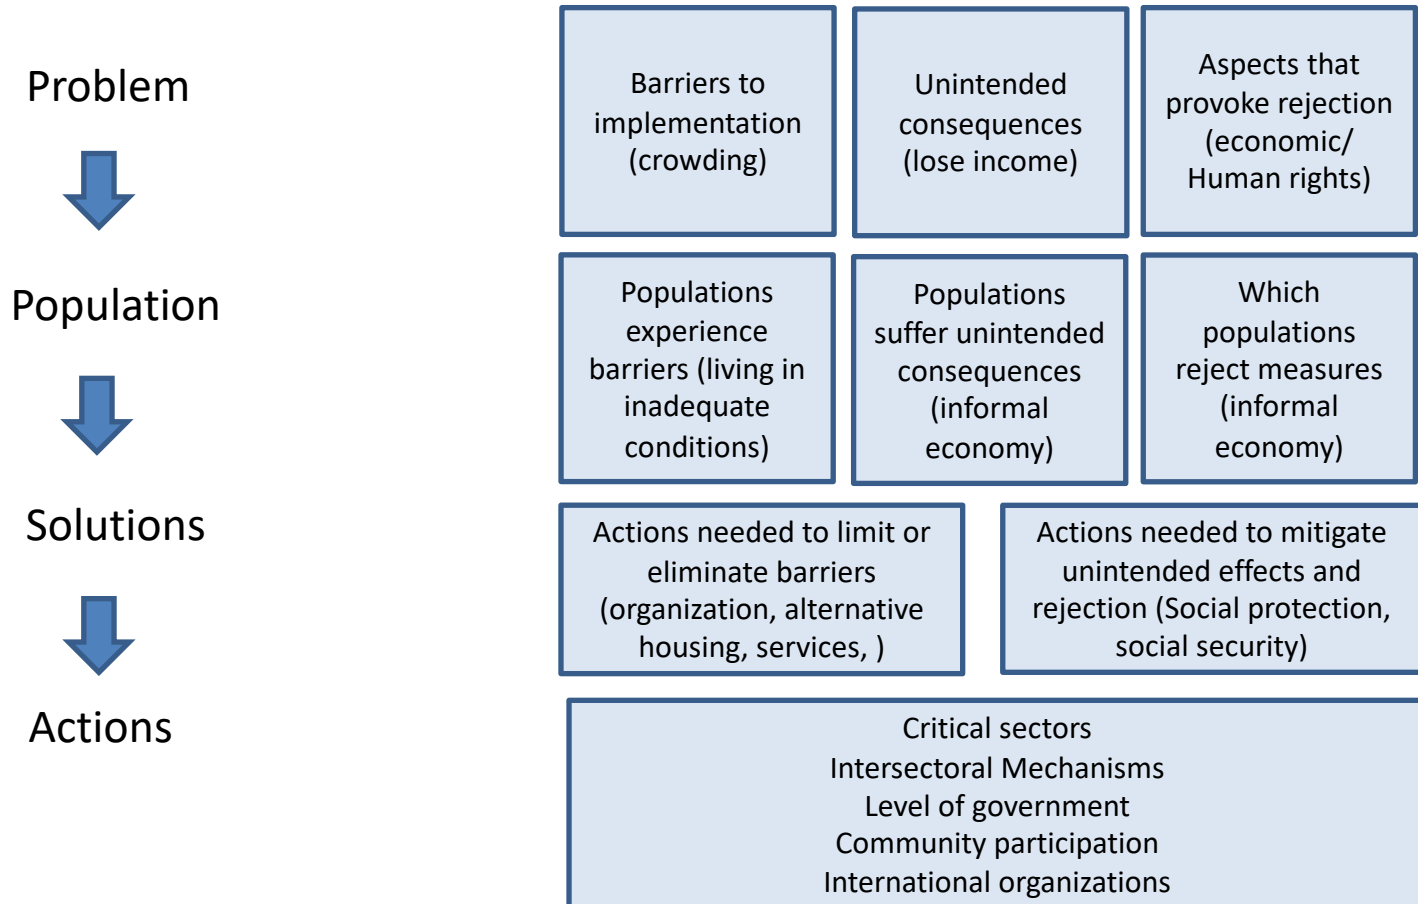 Problem
Barriers to
implementation
(crowding)
Unintended
consequences
(lose income)
Aspects that
provoke rejection
(economic/
Human rights)
Population
Populations
experience
barriers (living in
inadequate
conditions)
Populations
suffer unintended
consequences
(informal
economy)
Which
populations
reject measures
(informal
economy)
Solutions
Actions needed to limit or
eliminate barriers
(organization, alternative
housing, services, )
Actions needed to mitigate
unintended effects and
rejection (Social protection,
social security)
Actions
Critical sectors
Intersectoral Mechanisms
Level of government
Community participation
International organizations